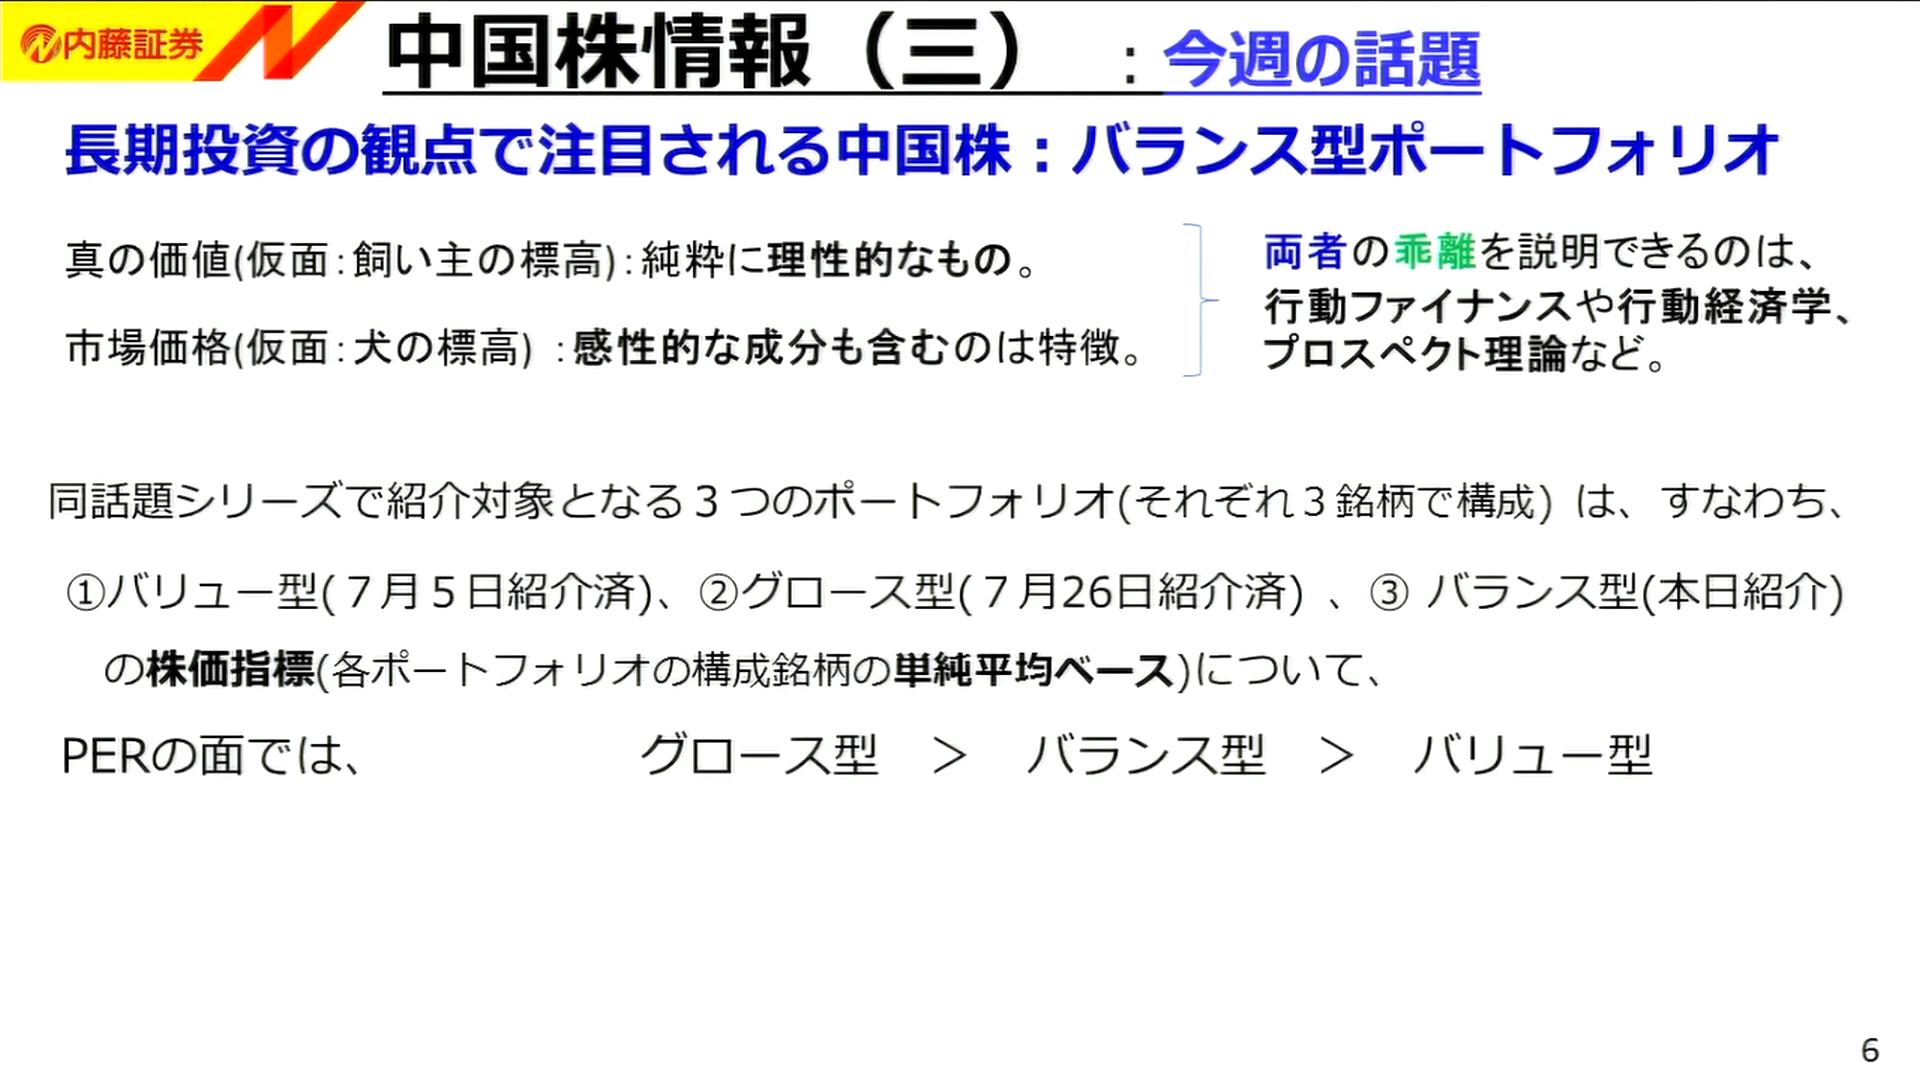 内藤証券
中国株情報（三）　：今週の話題
長期投資の観点で注目される中国株：バランス型ポートフォリオ
真の価値(仮面：飼い主の標高)：純粋に理性的なもの。
市場価格(仮面：犬の標高) ：感性的な成分も含むのは特徴。
両者の乖離を説明できるのは、
行動ファイナンスや行動経済学、
プロスペクト理論など。
同話題シリーズで紹介対象となる３つのポートフォリオ(それぞれ３銘柄で構成) は、すなわち、
①バリュー型(７月５日紹介済)、②グロース型(７月26日紹介済) 、③ バランス型(本日紹介)
の株価指標(各ポートフォリオの構成銘柄の単純平均ベース)について、
PERの面では、　グロース型　＞　バランス型　＞　バリュー型
6